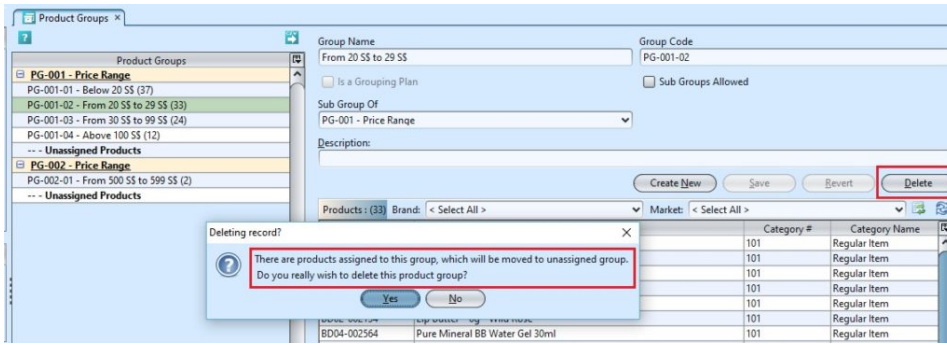 Product Groups ×
?
Product Groups
PG-001 - Price Range
PG-001-01 - Below 20 S$ (37)
PG-001-02 - From 20 S$ to 29 S$ (33)
PG-001-03 - From 30 S$ to 99 S$ (24)
PG-001-04 - Above 100 S$ (12)
-- - Unassigned Products
PG-002 - Price Range
PG-002-01 - From 500 S$ to 599 S$ (2)
-- - Unassigned Products
Group Name
Group Code
From 20 S$ to 29 S$
PG-001-02
Is a Grouping Plan
Sub Groups Allowed
Sub Group Of
PG-001 - Price Range
Description:
Create New
Save
Revert
Delete
Products : (33) Brand: < Select All > Market: < Select All >
Category # Category Name
101 Regular Item
101 Regular Item
101 Regular Item
101 Regular Item
101 Regular Item
101 Regular Item
BD04-002564 Pure Mineral BB Water Gel 30ml 101 Regular Item
Deleting record?
There are products assigned to this group, which will be moved to unassigned group.
Do you really wish to delete this product group?
Yes No